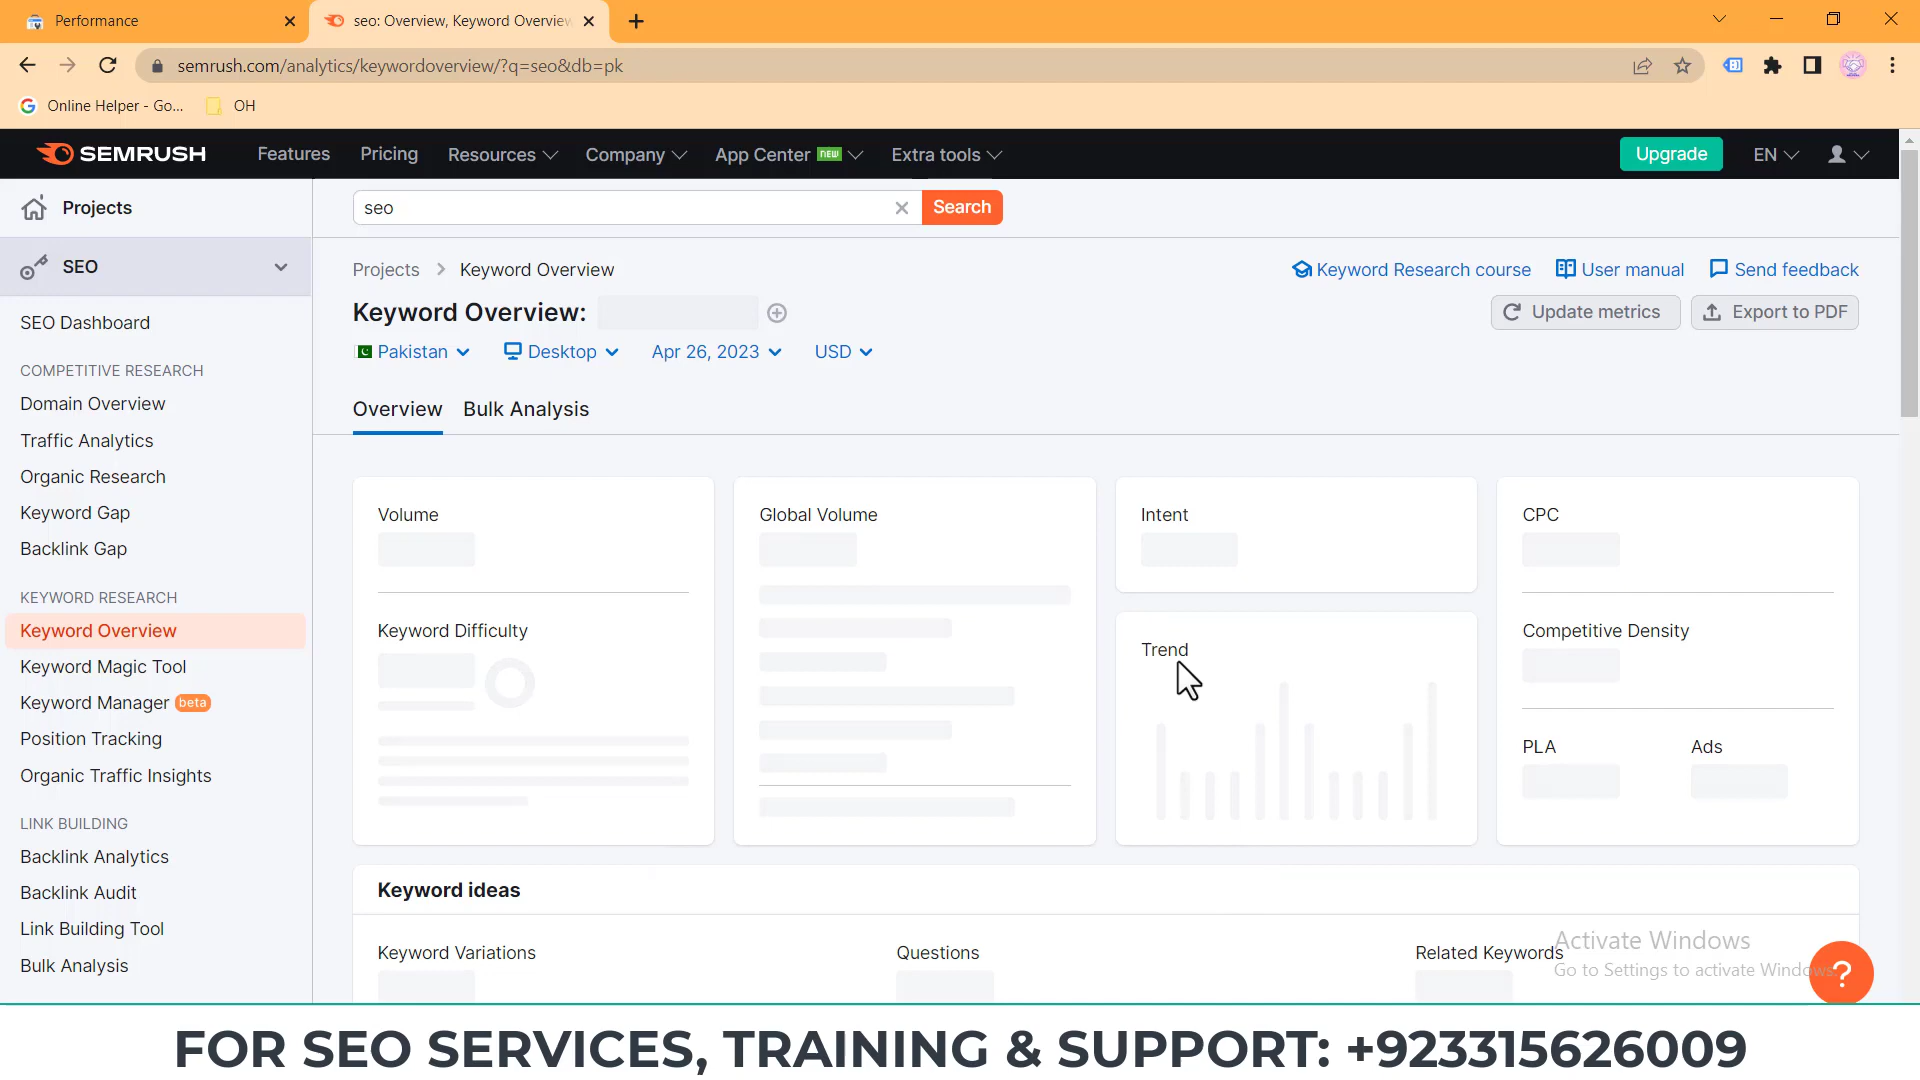 Performance
seo: Overview, Keyword Overview
semrush.com/analytics/keywordoverview/?q=seo&db=pk
Online Helper - Go...
OH
SEMRUSH
Features
Pricing
Resources
Company
App Center NEW
Extra tools
Upgrade
EN
Projects
seo
Search
SEO
Projects > Keyword Overview
Keyword Research course
User manual
Send feedback
Keyword Overview:
Update metrics
Export to PDF
Pakistan
Desktop
Apr 26, 2023
USD
Overview
Bulk Analysis
SEO Dashboard
COMPETITIVE RESEARCH
Domain Overview
Traffic Analytics
Organic Research
Keyword Gap
Backlink Gap
KEYWORD RESEARCH
Keyword Overview
Keyword Magic Tool
Keyword Manager beta
Position Tracking
Organic Traffic Insights
LINK BUILDING
Backlink Analytics
Backlink Audit
Link Building Tool
Bulk Analysis
Volume
Keyword Difficulty
Global Volume
Intent
Trend
CPC
Competitive Density
PLA
Ads
Keyword ideas
Keyword Variations
Questions
Related Keywords
Activate Windows
Go to Settings to activate Windows.
?
FOR SEO SERVICES, TRAINING & SUPPORT: +923315626009